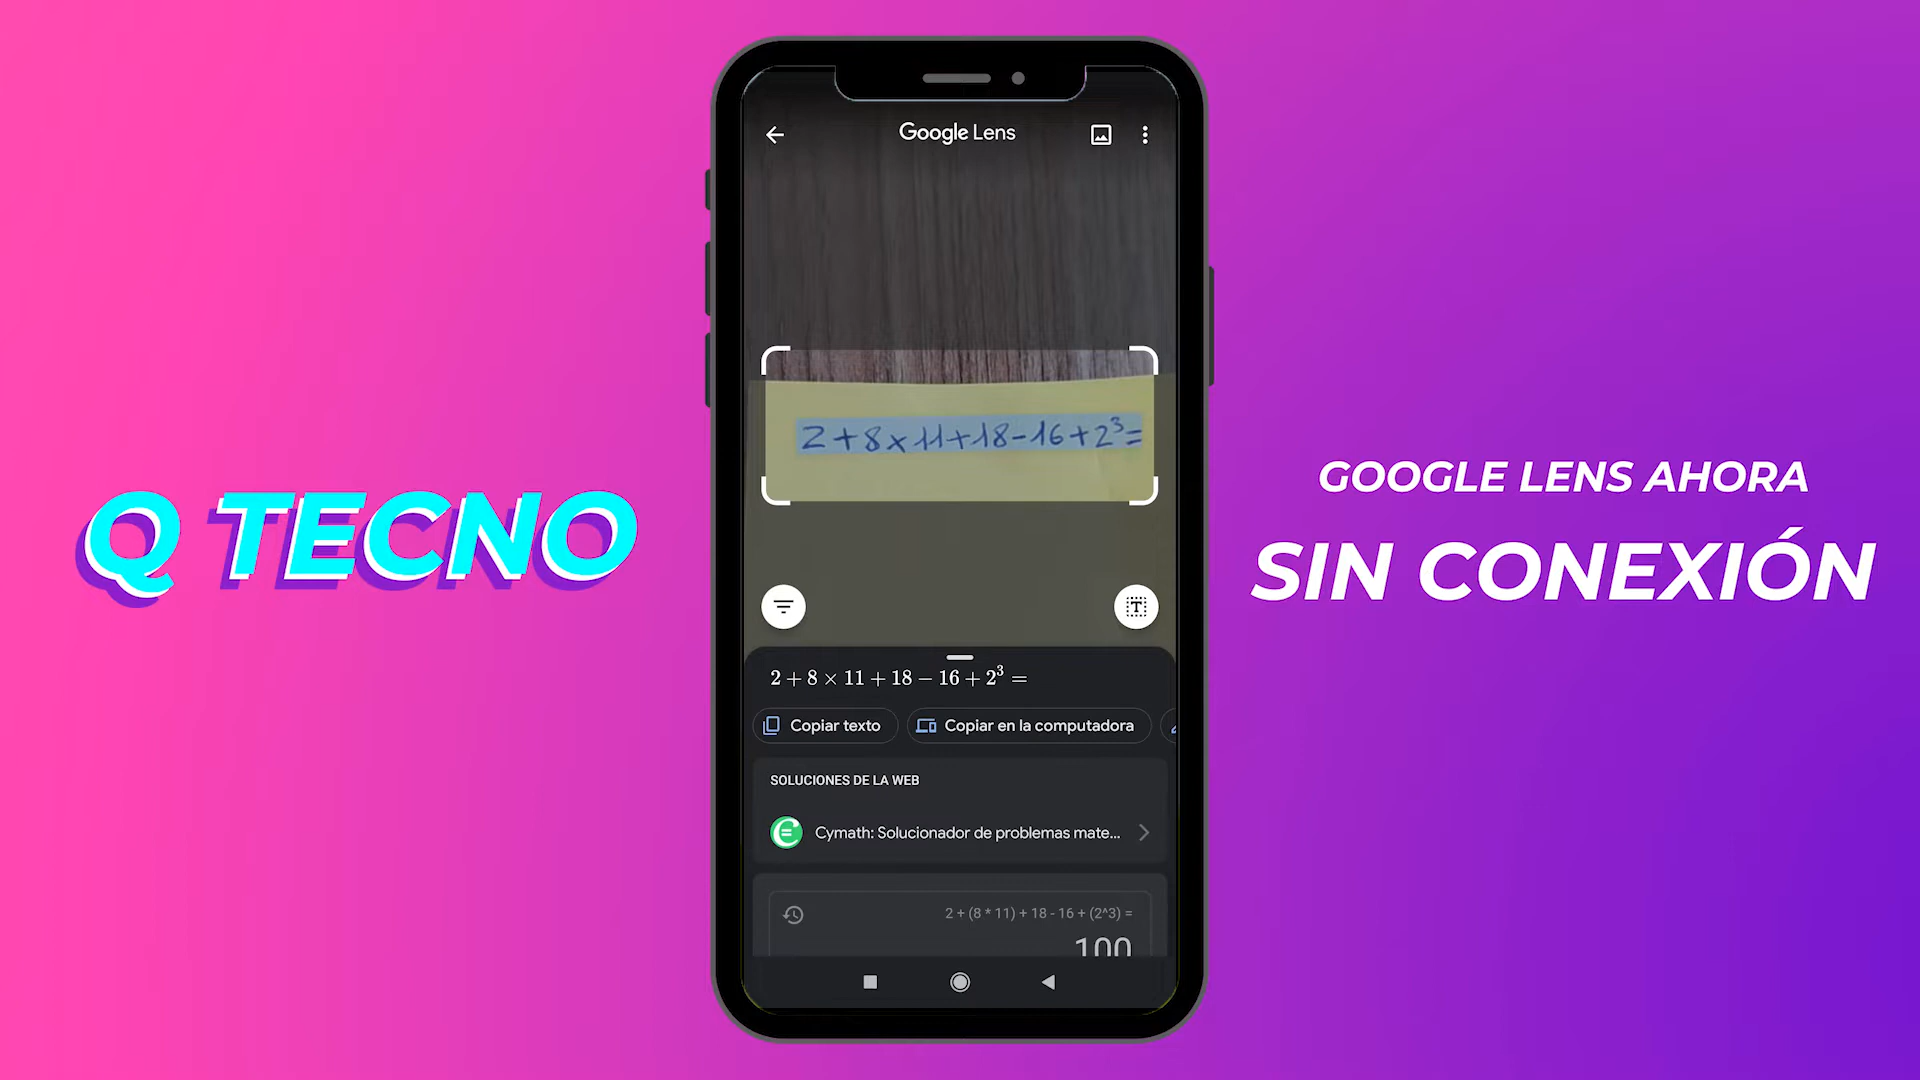 Q TECNO
GOOGLE LENS AHORA
SIN CONEXIÓN
Google Lens
2+8×11+18-16+2³=
2 + 8 × 11 + 18 − 16 + 2³ =
Copiar texto
Copiar en la computadora
SOLUCIONES DE LA WEB
Cymath: Solucionador de problemas mate...
2 + (8 * 11) + 18 - 16 + (2^3) =
100